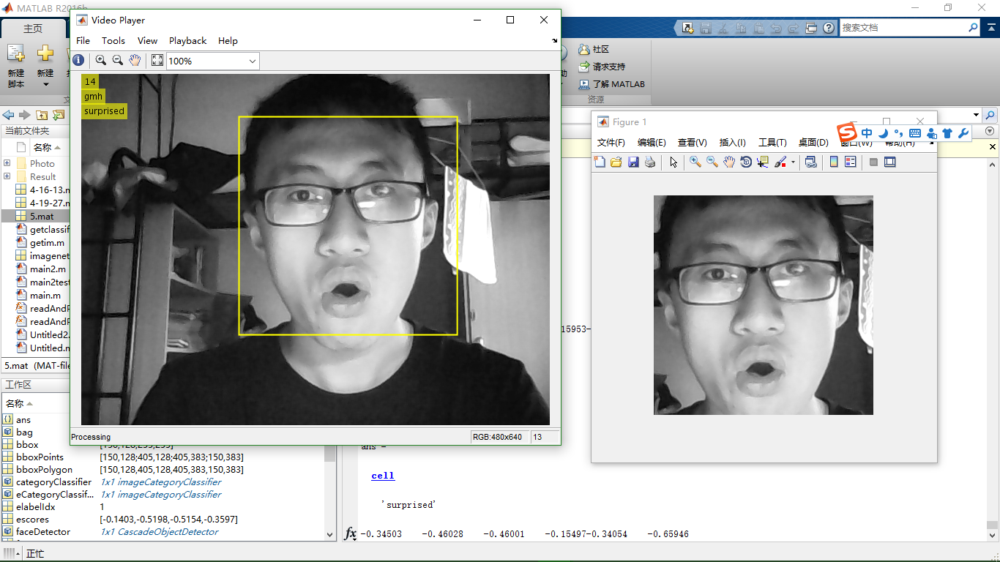 MATLAB R2016b
Video Player
File Tools View Playback Help
100%
14
gmh
surprised
Processing
RGB:480x640
13
主页
新建
脚本
新建
社区
请求支持
了解 MATLAB
资源
搜索文档
当前文件夹
名称
Photo
Result
4-16-13.m
4-19-27.m
5.mat
getclassif
getim.m
imagenet
main2.m
main2test
main.m
readAndP
readAndP
Untitled2.
Untitled.m
5.mat (MAT-file
工作区
名称
ans
bag
bbox [150,128,255,255]
bboxPoints [150,128;405,128;405,383;150,383]
bboxPolygon [150,128,405,128,405,383,150,383]
categoryClassifier 1x1 imageCategoryClassifier
eCategoryClassif... 1x1 imageCategoryClassifier
elabelIdx 1
escores [-0.1403,-0.5198,-0.5154,-0.3597]
faceDetector 1x1 CascadeObjectDetector
正忙
Figure 1
文件(F) 编辑(E) 查看(V) 插入(I) 工具(T) 桌面(D) 窗口(W) 帮助(H)
S 中
15953-
ans =
cell
'surprised'
fx -0.34503 -0.46028 -0.46001 -0.15497-0.34054 -0.65946